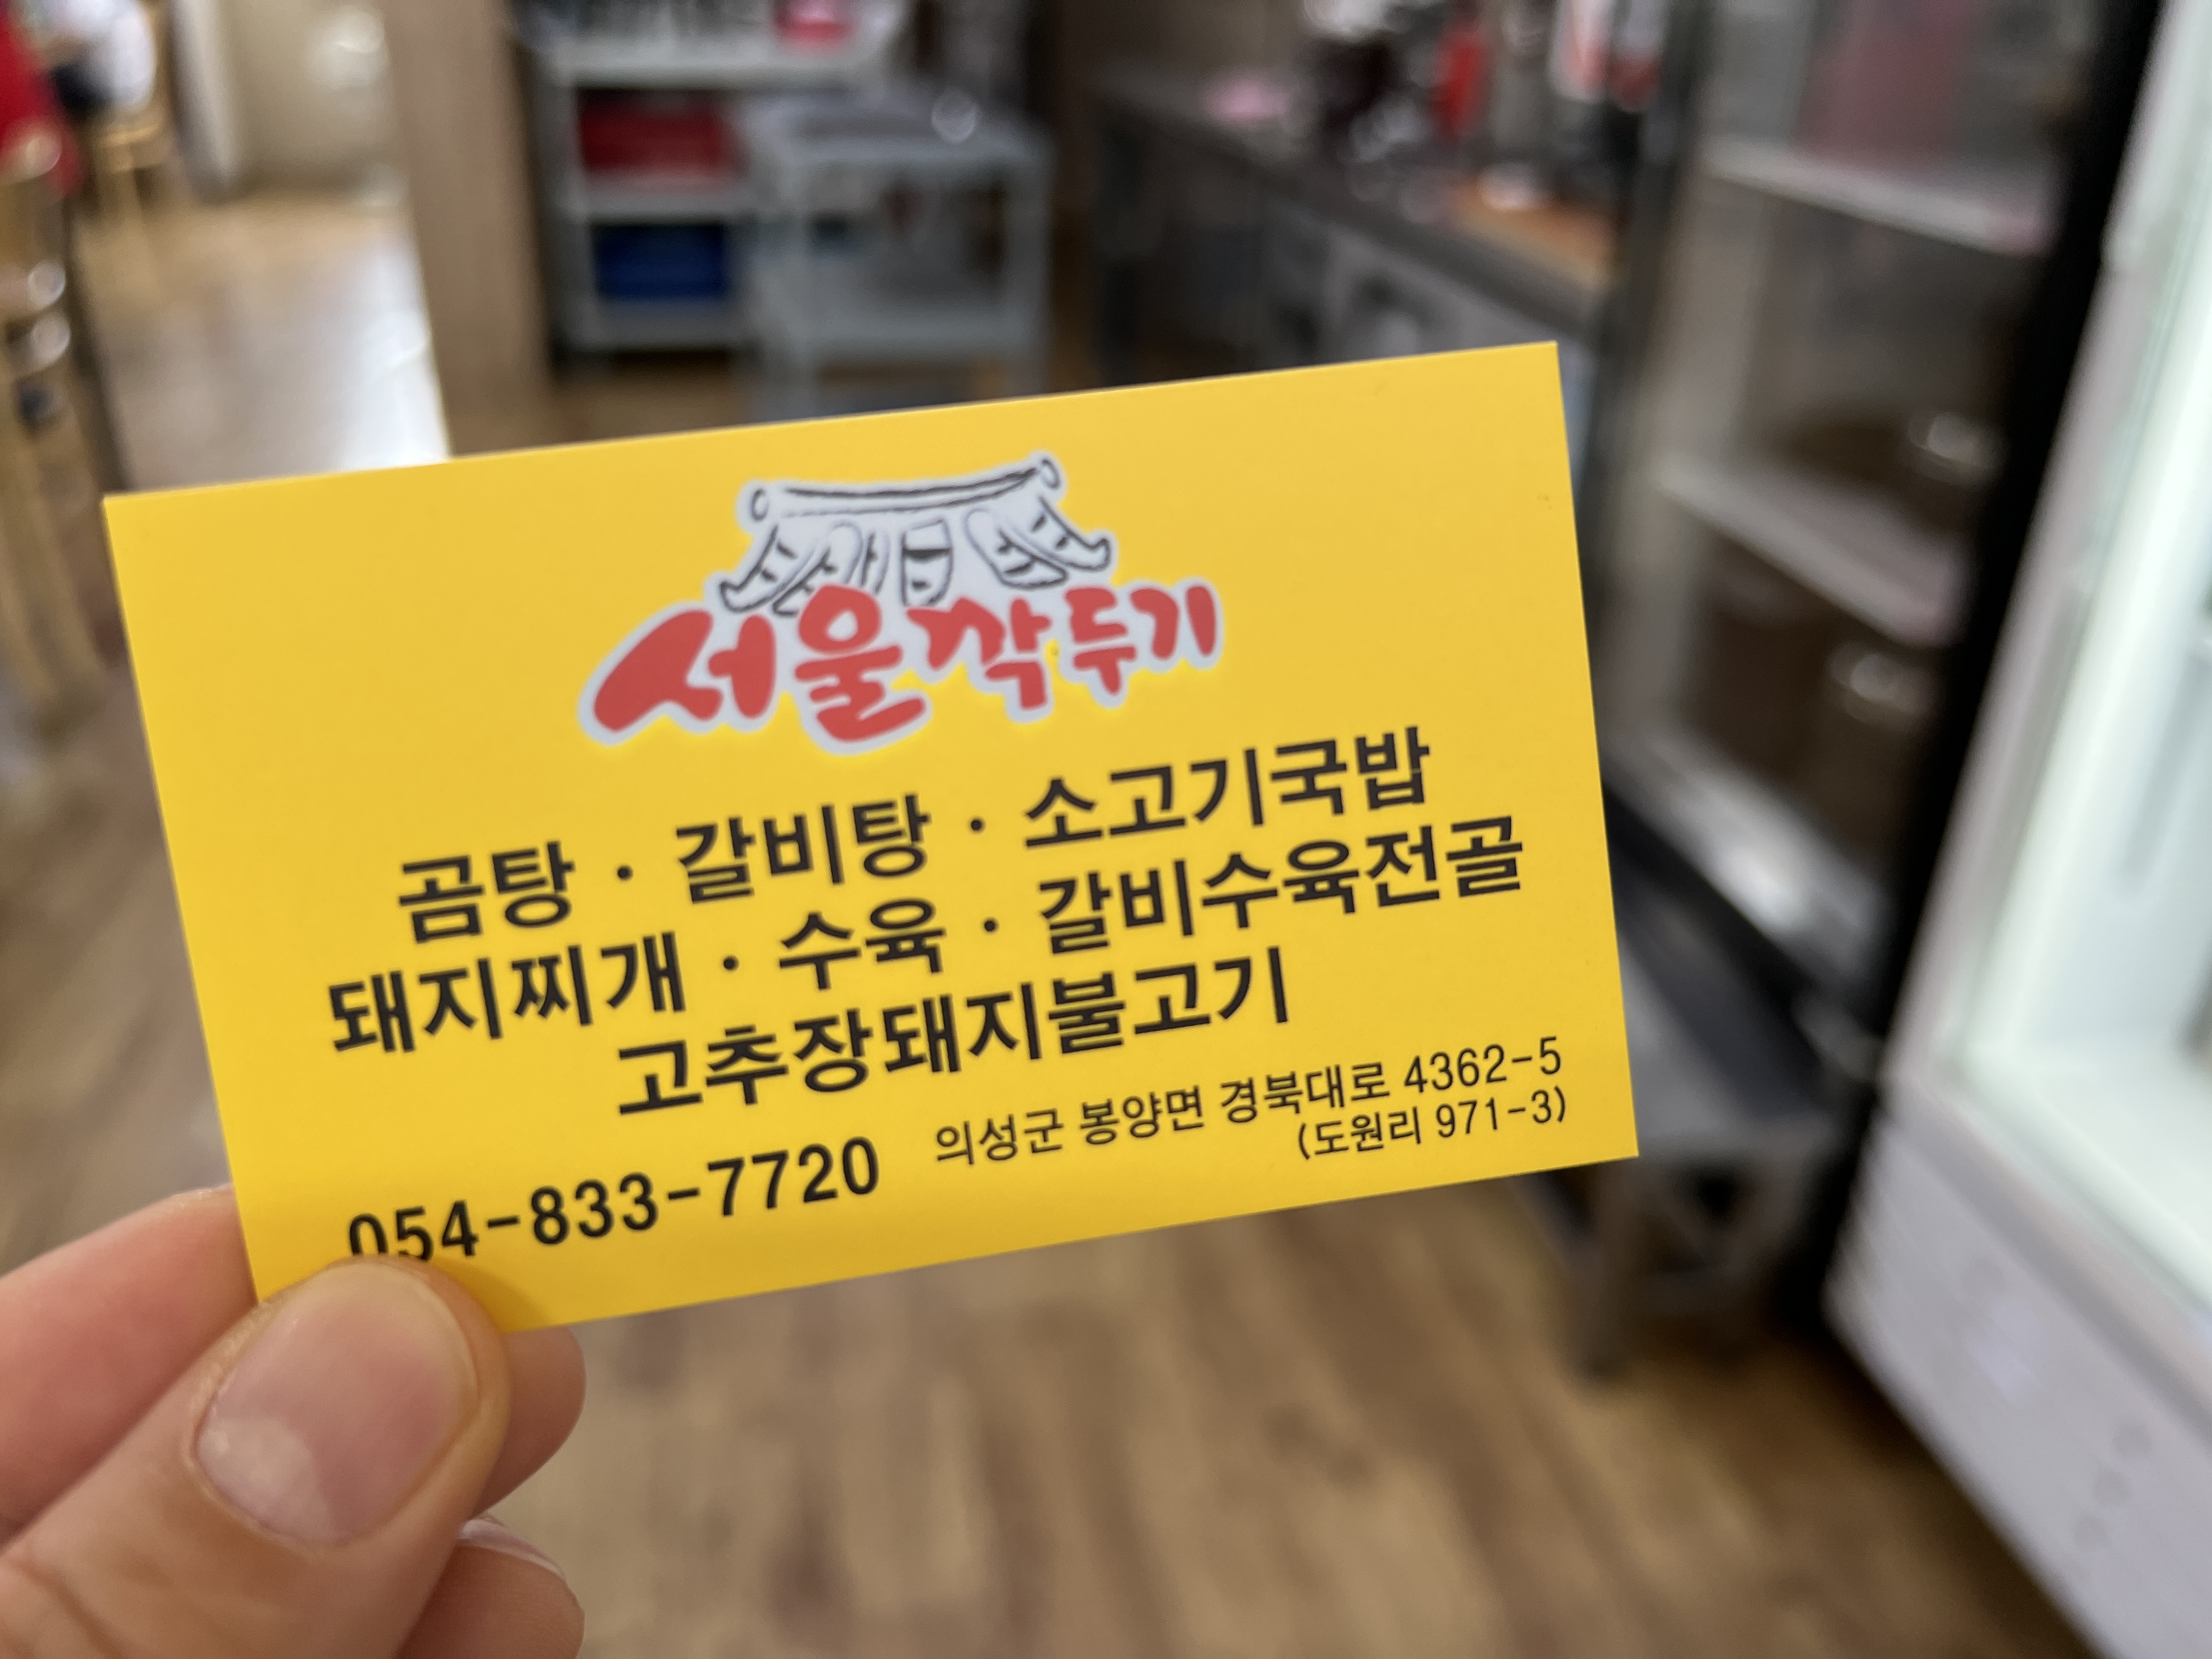 서울깍두기
곰탕 · 갈비탕 · 소고기국밥
돼지찌개 · 수육 · 갈비수육전골
고추장돼지불고기
054-833-7720 의성군 봉양면 경북대로 4362-5
(도원리 971-3)